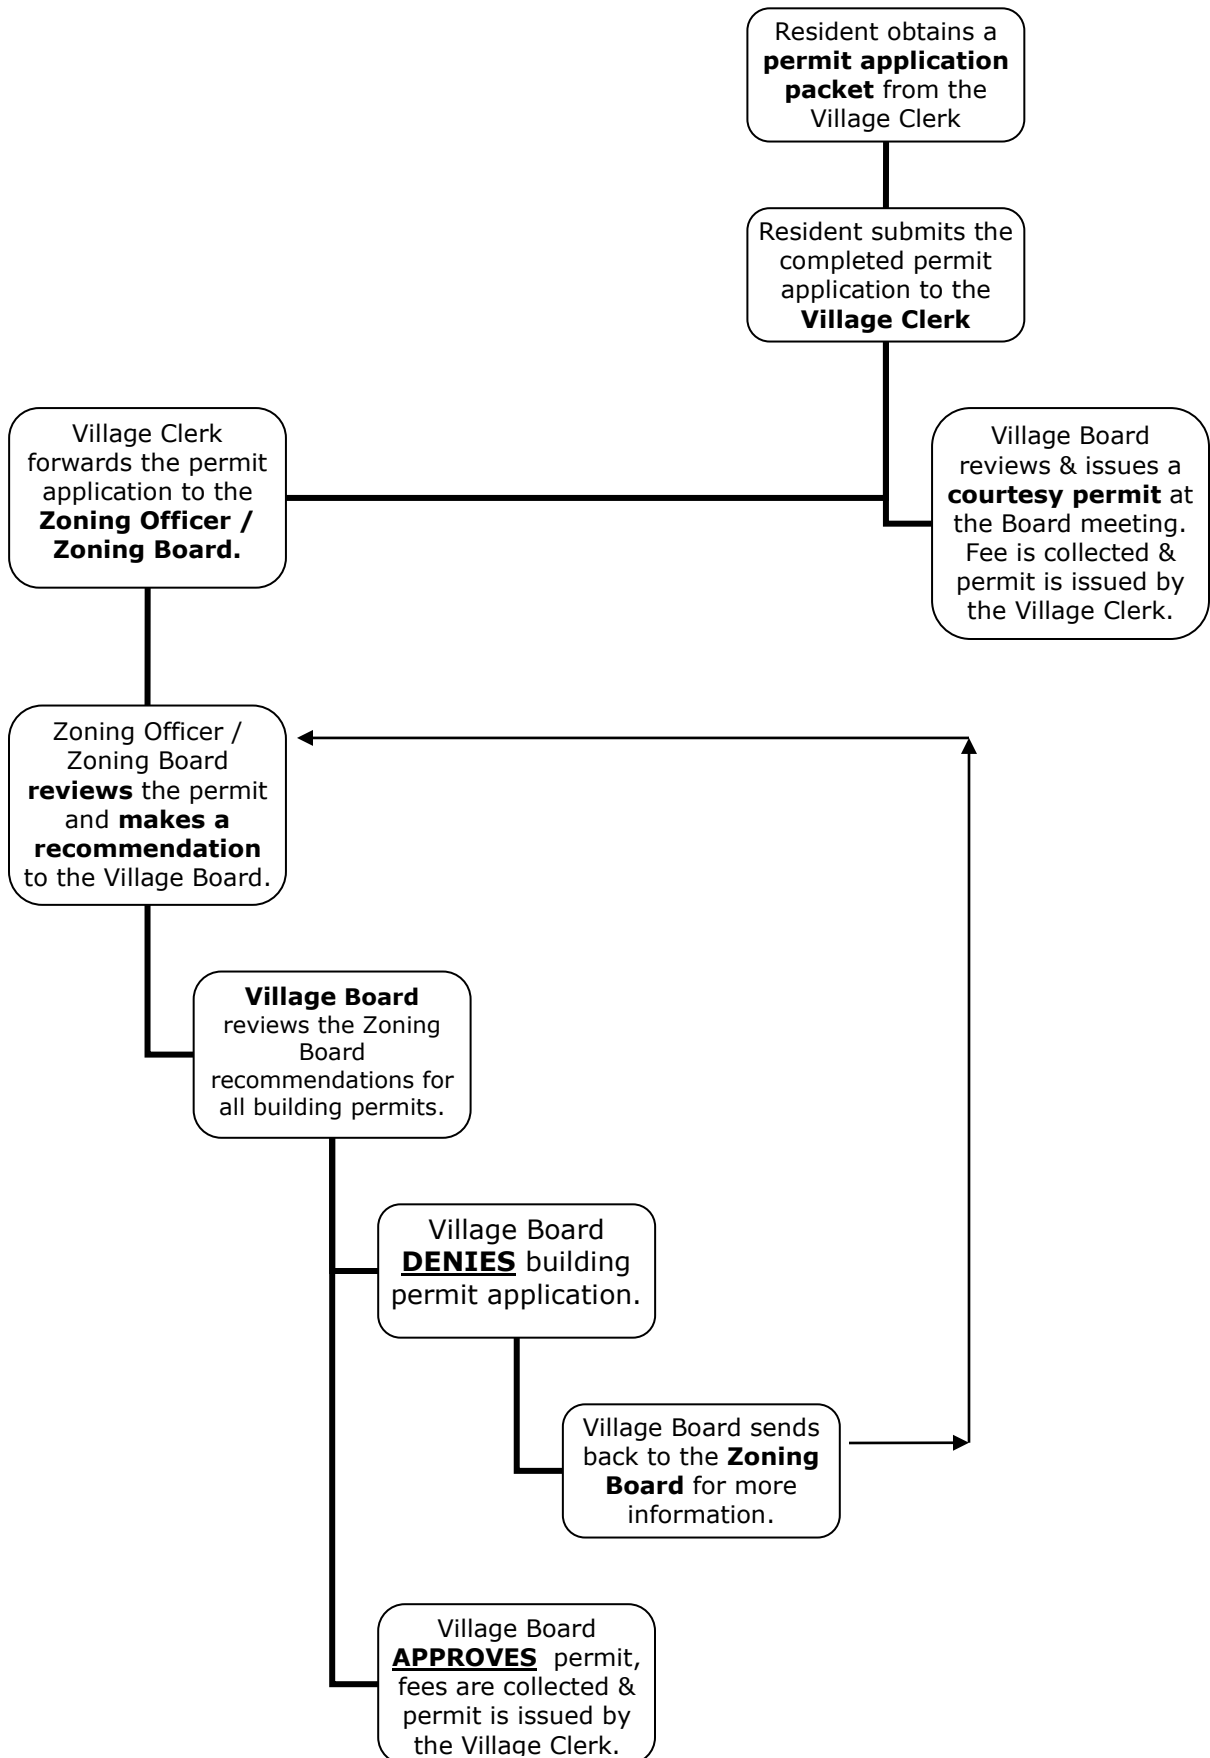 Resident obtains a
permit application
packet from the
Village Clerk
Resident submits the
completed permit
application to the
Village Clerk
Village Clerk
forwards the permit
application to the
Zoning Officer /
Zoning Board.
Village Board
reviews & issues a
courtesy permit at
the Board meeting.
Fee is collected &
permit is issued by
the Village Clerk.
Zoning Officer /
Zoning Board
reviews the permit
and makes a
recommendation
to the Village Board.
Village Board
reviews the Zoning
Board
recommendations for
all building permits.
Village Board
DENIES building
permit application.
Village Board sends
back to the Zoning
Board for more
information.
Village Board
APPROVES permit,
fees are collected &
permit is issued by
the Village Clerk.